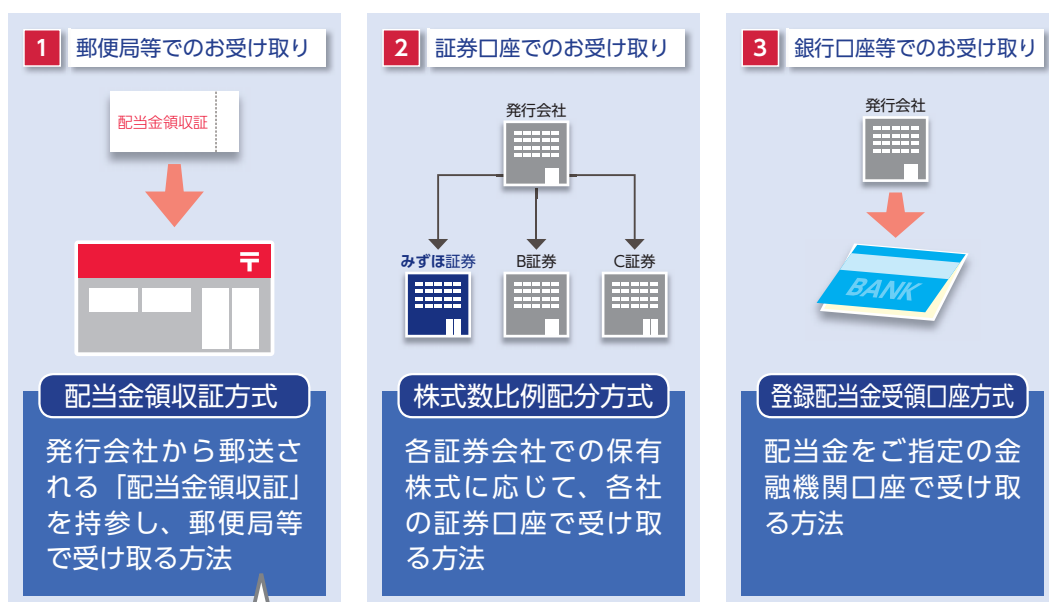 1 郵便局等でのお受け取り
配当金領収証
〒
配当金領収証方式
発行会社から郵送さ
れる「配当金領収証」
を持参し、郵便局等
で受け取る方法
2 証券口座でのお受け取り
発行会社
みずほ証券 B証券 C証券
株式数比例配分方式
各証券会社での保有
株式に応じて、各社
の証券口座で受け取
る方法
3 銀行口座等でのお受け取り
発行会社
BANK
登録配当金受領口座方式
配当金をご指定の金
融機関口座で受け取
る方法